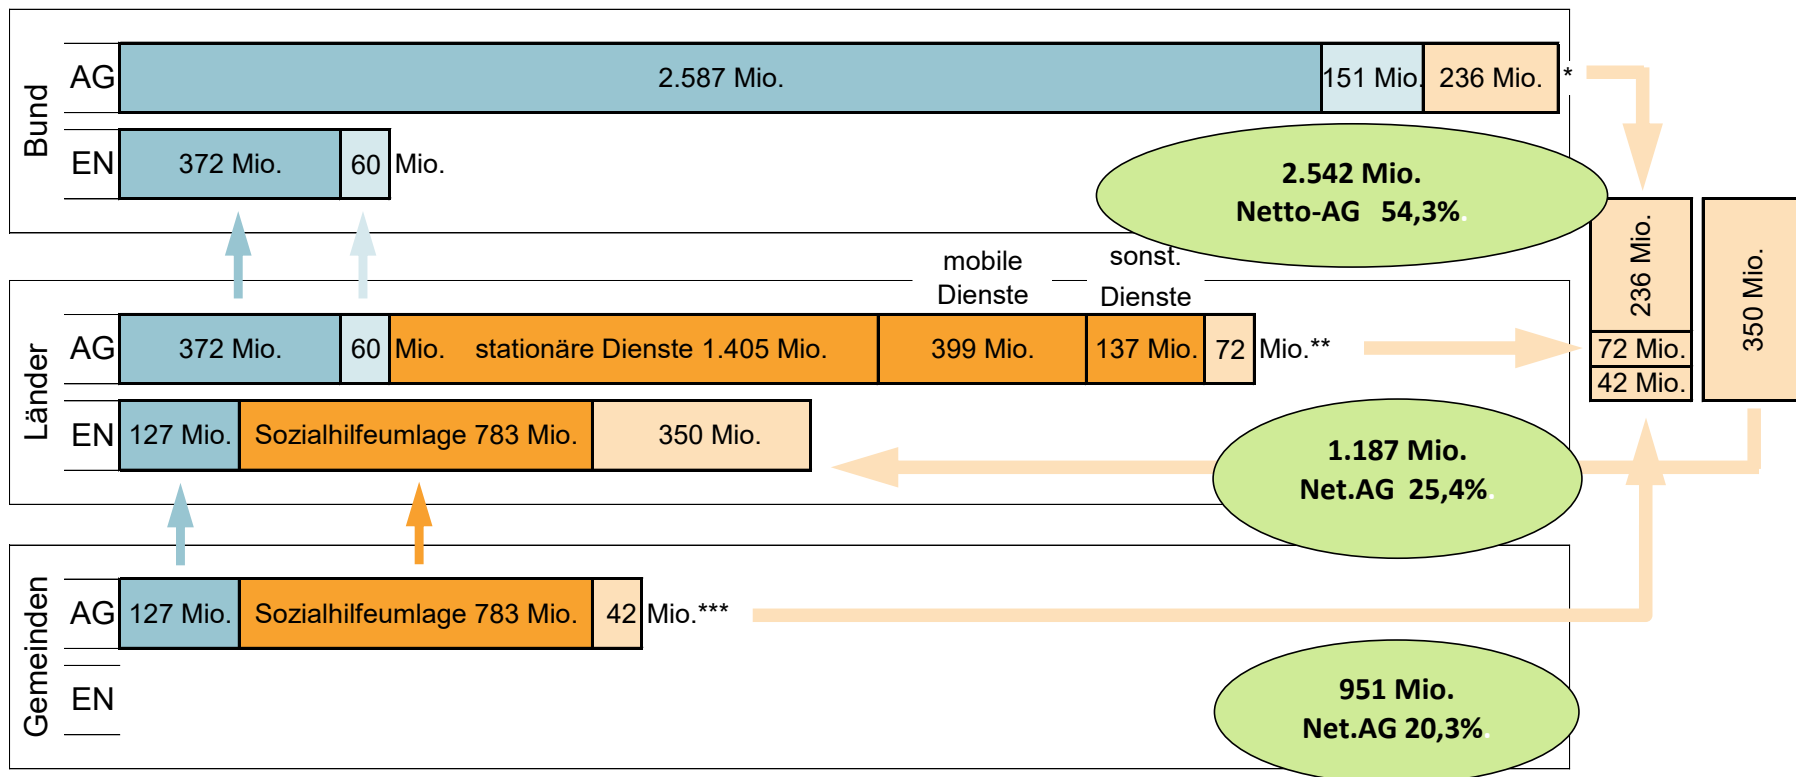 Bund
AG
2.587 Mio.
151 Mio.
236 Mio.
*
EN
372 Mio.
60 Mio.
2.542 Mio.
Netto-AG 54,3%.
236 Mio.
72 Mio.
42 Mio.
350 Mio.
mobile
Dienste
sonst.
Dienste
Länder
AG
372 Mio.
60 Mio.
stationäre Dienste 1.405 Mio.
399 Mio.
137 Mio.
72 Mio.**
EN
127 Mio.
Sozialhilfeumlage 783 Mio.
350 Mio.
1.187 Mio.
Net.AG 25,4%.
Gemeinden
AG
127 Mio.
Sozialhilfeumlage 783 Mio.
42 Mio.***
EN
951 Mio.
Net.AG 20,3%.